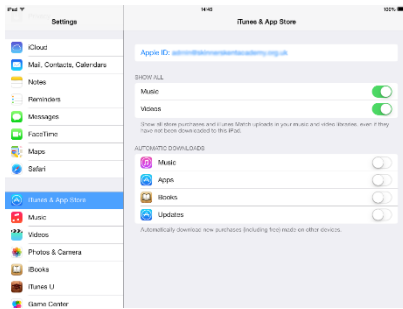 iPad
14:43
100%
Settings
iTunes & App Store
iCloud
Mail, Contacts, Calendars
Notes
Reminders
Messages
FaceTime
Maps
Safari
iTunes & App Store
Music
Videos
Photos & Camera
iBooks
iTunes U
Game Center
Apple ID:
SHOW ALL
Music
Videos
Show all store purchases and iTunes Match uploads in your music and video libraries, even if they
have not been downloaded to this iPad.
AUTOMATIC DOWNLOADS
Music
Apps
Books
Updates
Automatically download new purchases (including free) made on other devices.